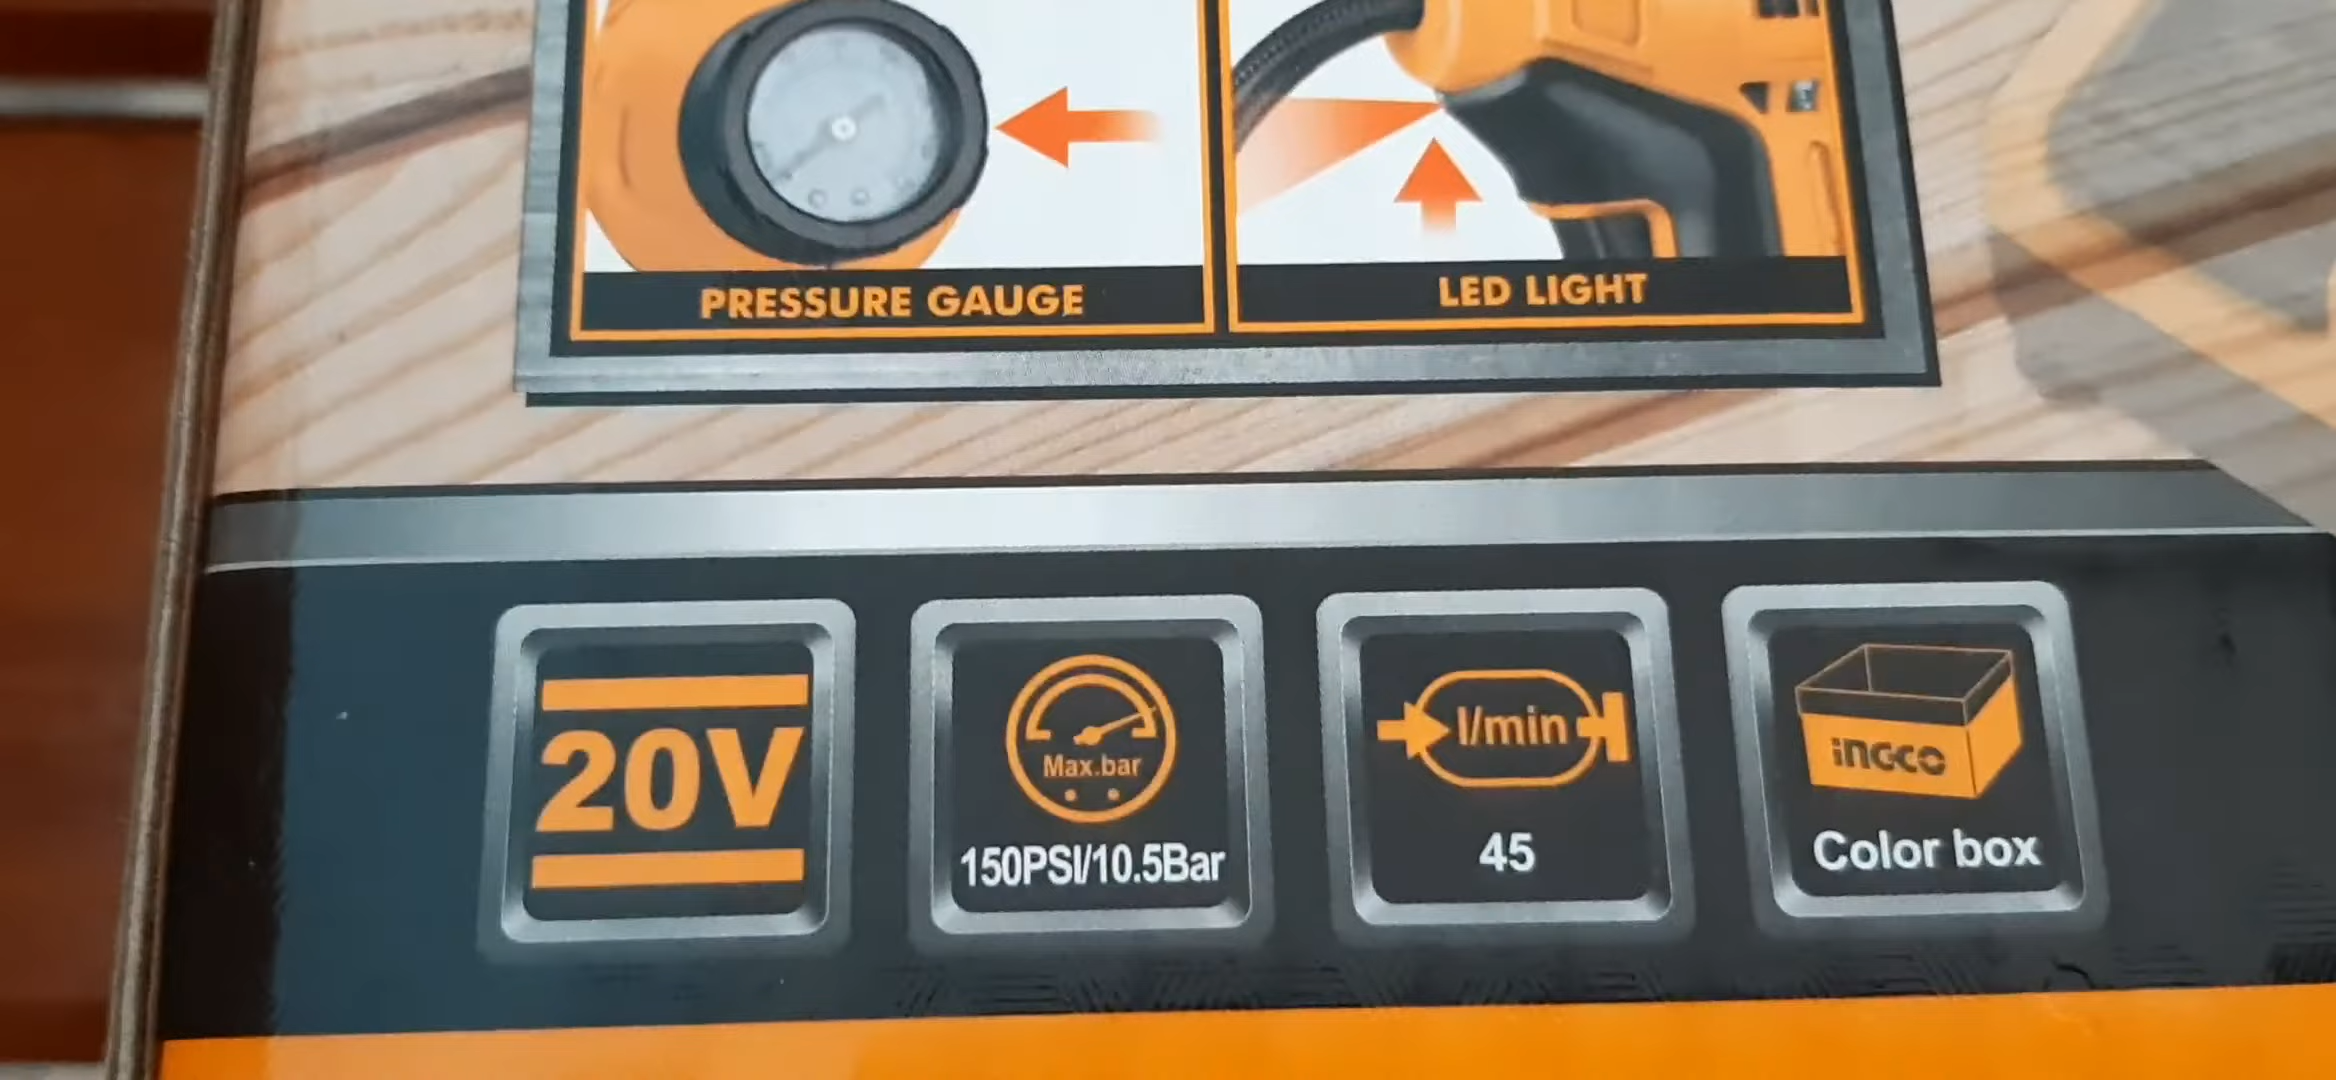 PRESSURE GAUGE
LED LIGHT
20V
Max.bar
150PSI/10.5Bar
l/min
45
INGCO
Color box